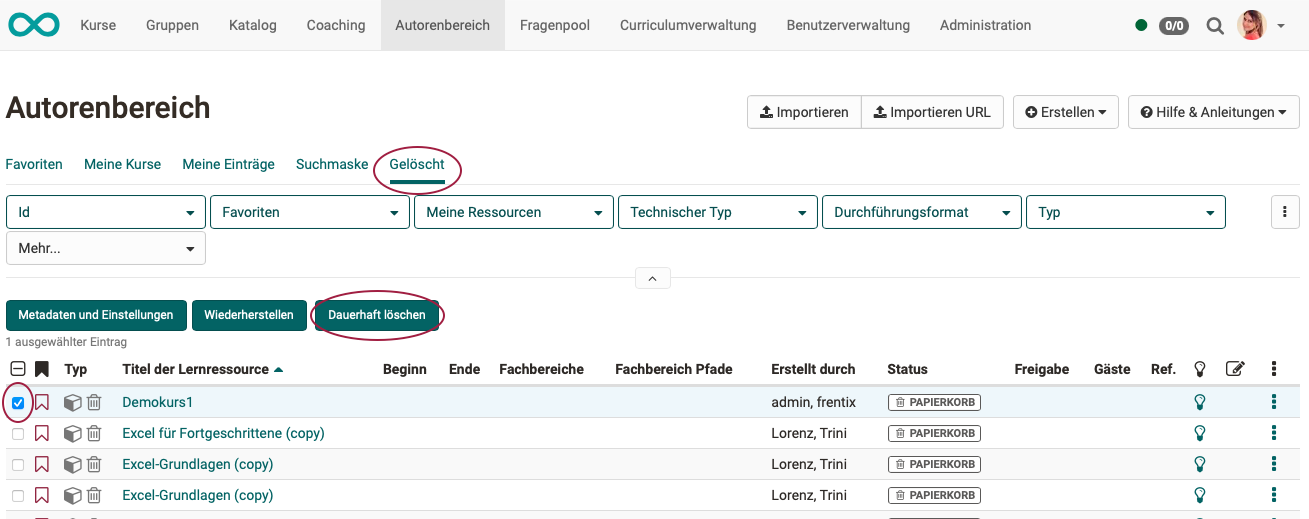 Kurse Gruppen Katalog Coaching Autorenbereich Fragenpool Curriculumverwaltung Benutzerverwaltung Administration 0/0
Autorenbereich
Importieren Importieren URL Erstellen Hilfe & Anleitungen
Favoriten Meine Kurse Meine Einträge Suchmaske Gelöscht
Id Favoriten Meine Ressourcen Technischer Typ Durchführungsformat Typ
Mehr...
Metadaten und Einstellungen Wiederherstellen Dauerhaft löschen
1 ausgewählter Eintrag
Typ Titel der Lernressource Beginn Ende Fachbereiche Fachbereich Pfade Erstellt durch Status Freigabe Gäste Ref.
Demokurs1 admin, frentix PAPIERKORB
Excel für Fortgeschrittene (copy) Lorenz, Trini PAPIERKORB
Excel-Grundlagen (copy) Lorenz, Trini PAPIERKORB
Excel-Grundlagen (copy) Lorenz, Trini PAPIERKORB